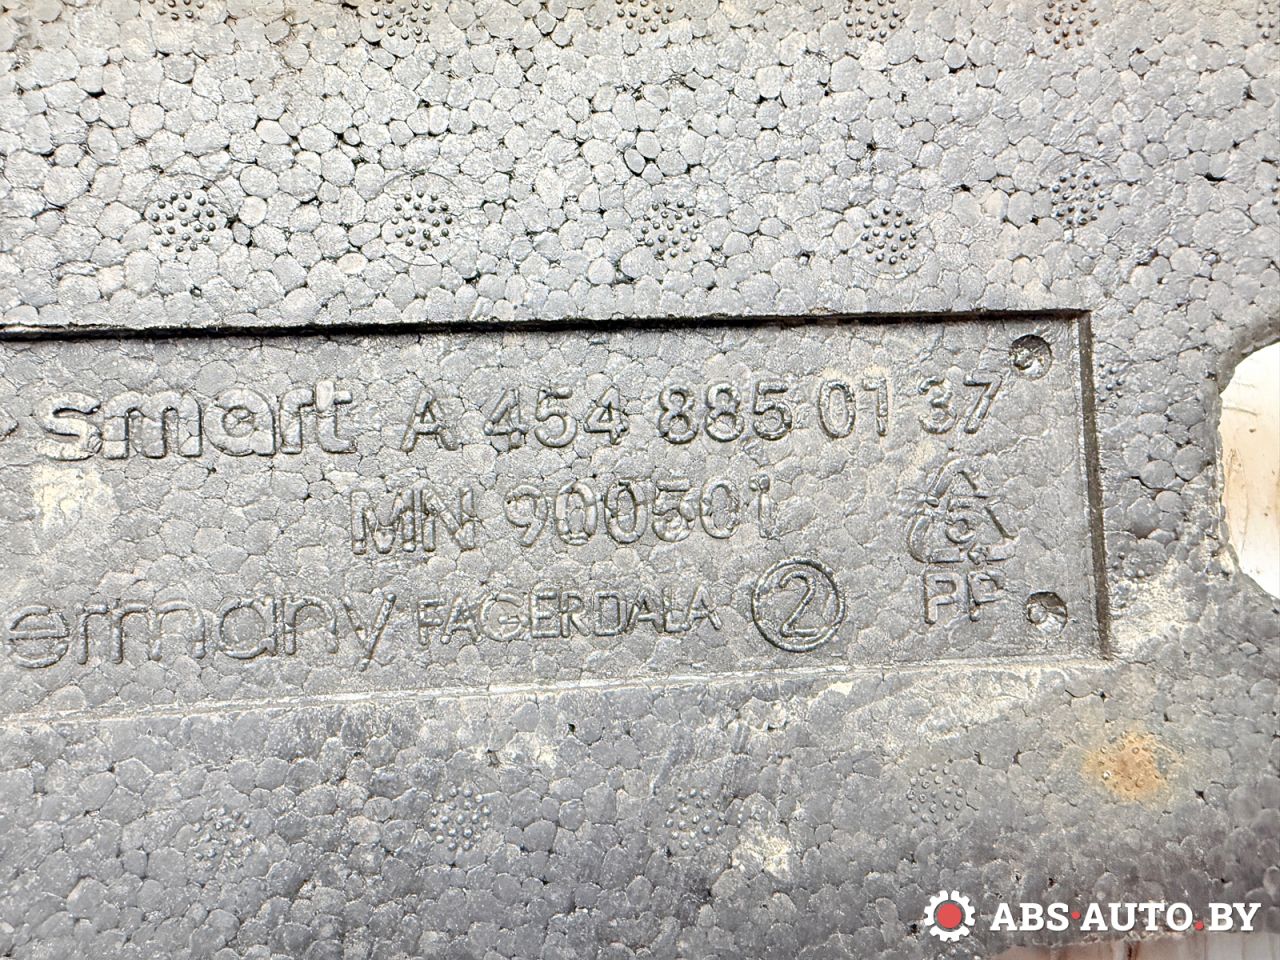 smart A 454 885 01 37
MN 900501
5
ermany FAGERDALA 2
PP
ABS·AUTO.BY